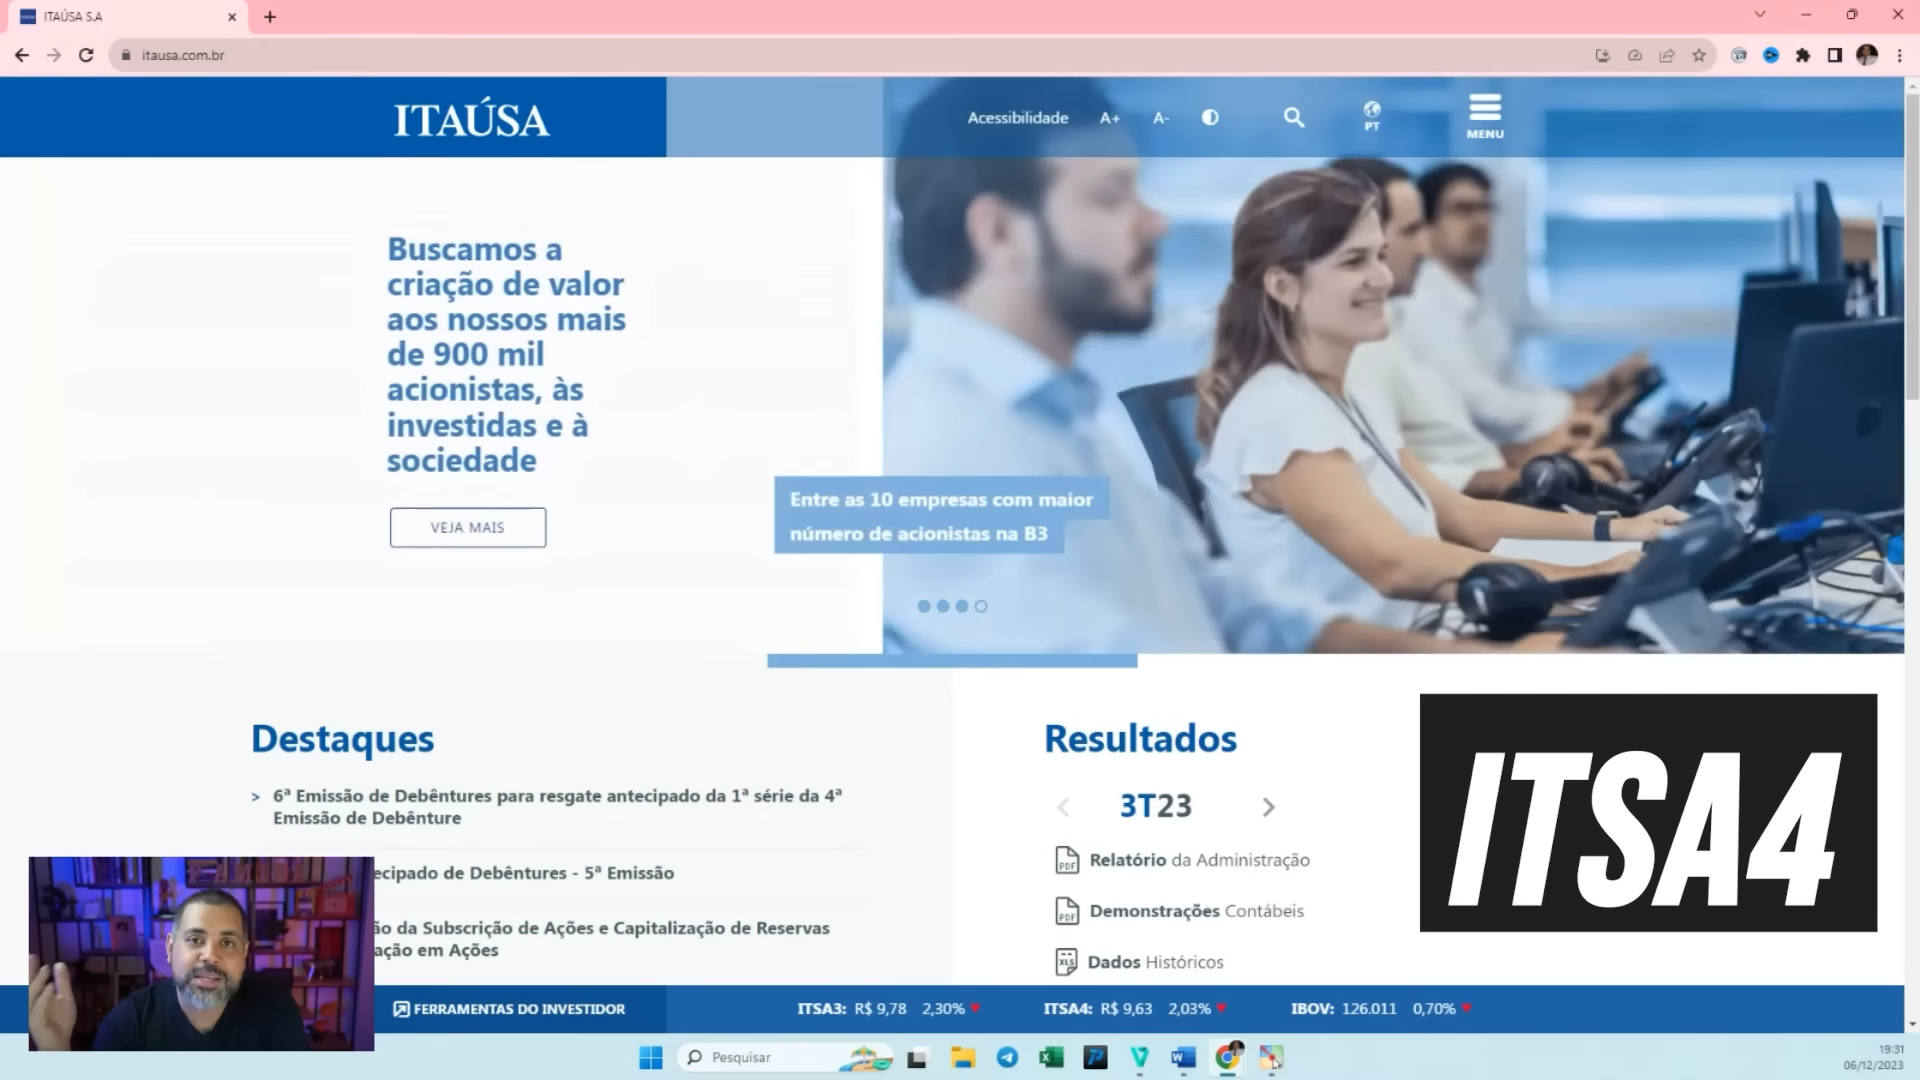 ITAÚSA S.A
itausa.com.br
ITAÚSA
Acessibilidade A+ A-
PT
MENU
Buscamos a
criação de valor
aos nossos mais
de 900 mil
acionistas, às
investidas e à
sociedade
VEJA MAIS
Entre as 10 empresas com maior
número de acionistas na B3
Destaques
> 6ª Emissão de Debêntures para resgate antecipado da 1ª série da 4ª
Emissão de Debênture
ecipado de Debêntures - 5ª Emissão
ão da Subscrição de Ações e Capitalização de Reservas
ação em Ações
Resultados
3T23
PDF Relatório da Administração
PDF Demonstrações Contábeis
XLS Dados Históricos
ITSA4
FERRAMENTAS DO INVESTIDOR
ITSA3: R$ 9,78 2,30%
ITSA4: R$ 9,63 2,03%
IBOV: 126.011 0,70%
Pesquisar
19:31
06/12/2023